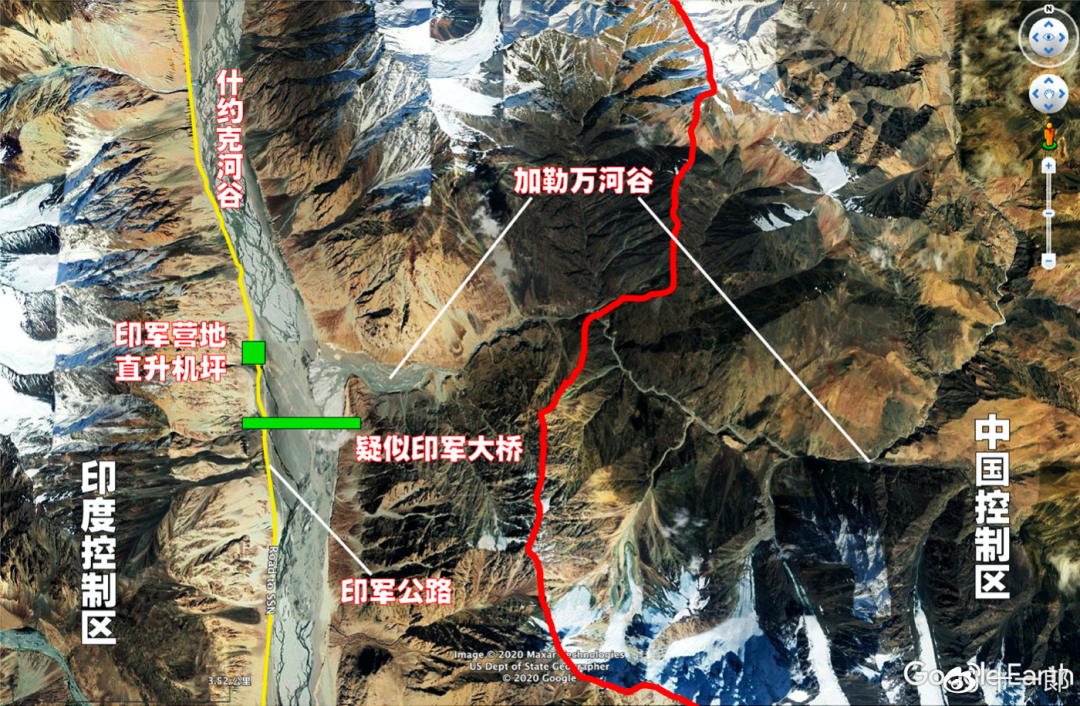 N
什约克河谷
加勒万河谷
印军营地
直升机坪
疑似印军大桥
印度控制区
中国控制区
Road to SSN
印军公路
Image © 2020 Maxar Technologies
US Dept of State Geographer
© 2020 Google
3.52 公里
Google Earth